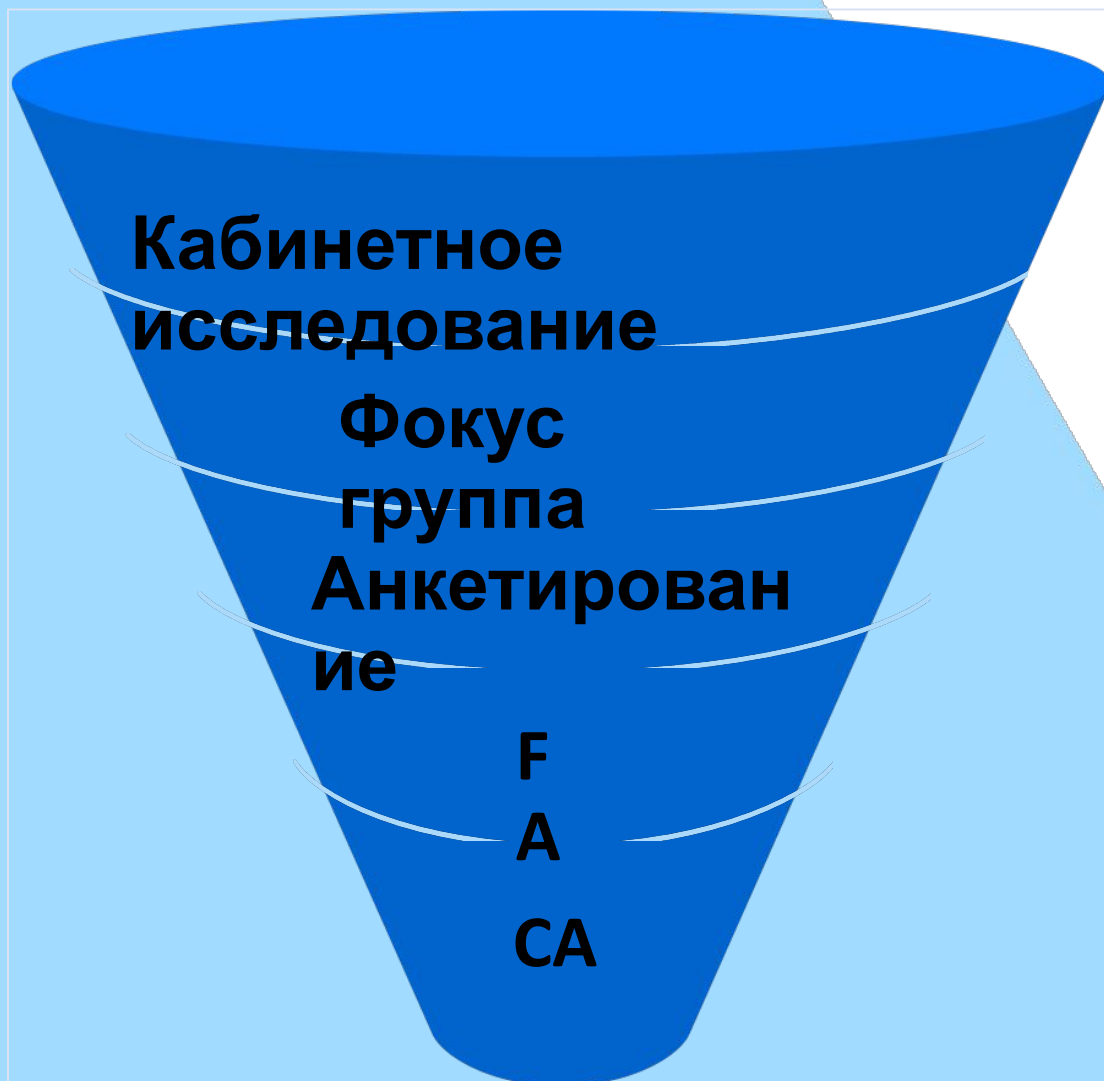 Кабинетное
исследование
Фокус
группа
Анкетирован
ие
F
A
CA